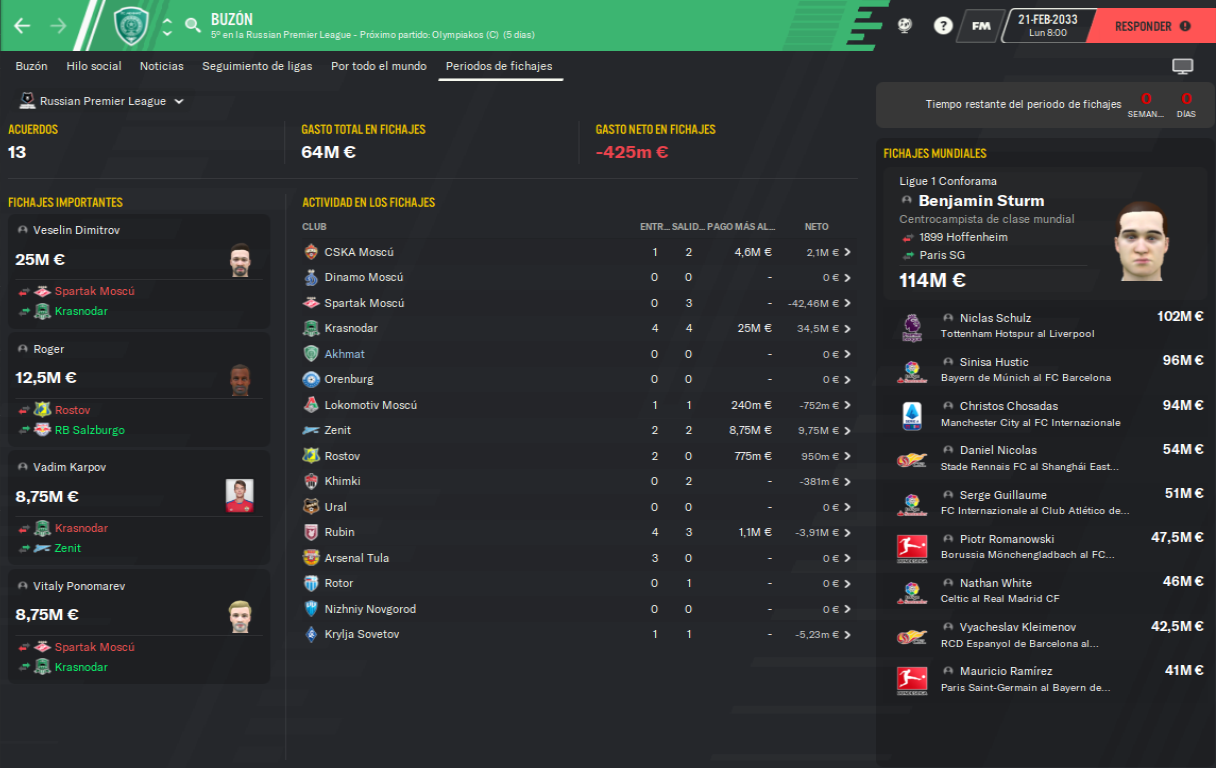 BUZÓN
5º en la Russian Premier League - Próximo partido: Olympiakos (C) (5 días)
?
FM
21-FEB-2033
Lun 8:00
RESPONDER
Buzón Hilo social Noticias Seguimiento de ligas Por todo el mundo Periodos de fichajes
Russian Premier League
ACUERDOS
13
GASTO TOTAL EN FICHAJES
64M €
GASTO NETO EN FICHAJES
-425m €
FICHAJES IMPORTANTES
Veselin Dimitrov
25M €
Spartak Moscú
Krasnodar
Roger
12,5M €
Rostov
RB Salzburgo
Vadim Karpov
8,75M €
Krasnodar
Zenit
Vitaly Ponomarev
8,75M €
Spartak Moscú
Krasnodar
ACTIVIDAD EN LOS FICHAJES
CLUB ENTR... SALID... PAGO MÁS AL... NETO
CSKA Moscú 1 2 4,6M € 2,1M €
Dinamo Moscú 0 0 - 0 €
Spartak Moscú 0 3 - -42,46M €
Krasnodar 4 4 25M € 34,5M €
Akhmat 0 0 - 0 €
Orenburg 0 0 - 0 €
Lokomotiv Moscú 1 1 240m € -752m €
Zenit 2 2 8,75M € 9,75M €
Rostov 2 0 775m € 950m €
Khimki 0 2 - -381m €
Ural 0 0 - 0 €
Rubin 4 3 1,1M € -3,91M €
Arsenal Tula 3 0 - 0 €
Rotor 0 1 - 0 €
Nizhniy Novgorod 0 0 - 0 €
Krylja Sovetov 1 1 - -5,23m €
Tiempo restante del periodo de fichajes
0
SEMAN...
0
DÍAS
FICHAJES MUNDIALES
Ligue 1 Conforama
Benjamin Sturm
Centrocampista de clase mundial
1899 Hoffenheim
Paris SG
114M €
Niclas Schulz 102M €
Tottenham Hotspur al Liverpool
Sinisa Hustic 96M €
Bayern de Múnich al FC Barcelona
Christos Chosadas 94M €
Manchester City al FC Internazionale
Daniel Nicolas 54M €
Stade Rennais FC al Shanghái East...
Serge Guillaume 51M €
FC Internazionale al Club Atlético de...
Piotr Romanowski 47,5M €
Borussia Mönchengladbach al FC...
Nathan White 46M €
Celtic al Real Madrid CF
Vyacheslav Kleimenov 42,5M €
RCD Espanyol de Barcelona al...
Mauricio Ramírez 41M €
Paris Saint-Germain al Bayern de...